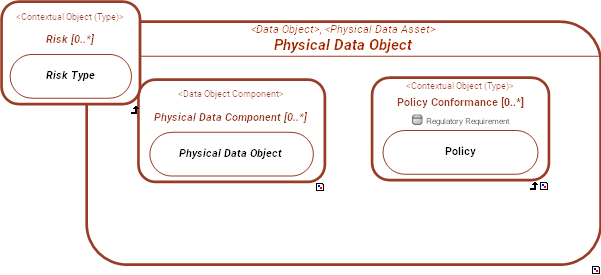 <Contextual Object (Type)>
Risk [0..*]
Risk Type
<Data Object>, <Physical Data Asset>
Physical Data Object
<Data Object Component>
Physical Data Component [0..*]
Physical Data Object
<Contextual Object (Type)>
Policy Conformance [0..*]
Regulatory Requirement
Policy